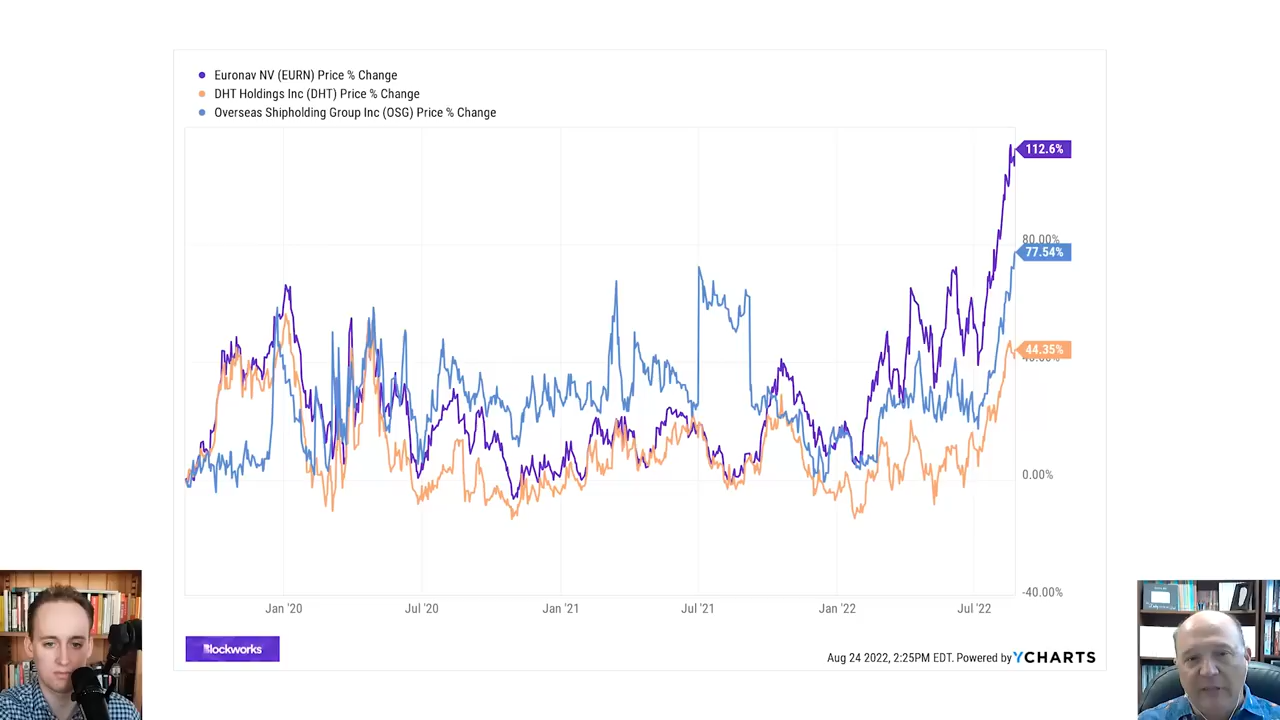 Euronav NV (EURN) Price % Change
DHT Holdings Inc (DHT) Price % Change
Overseas Shipholding Group Inc (OSG) Price % Change
112.6%
80.00%
77.54%
44.35%
0.00%
-40.00%
Jan '20
Jul '20
Jan '21
Jul '21
Jan '22
Jul '22
Blockworks
Aug 24 2022, 2:25PM EDT. Powered by YCHARTS